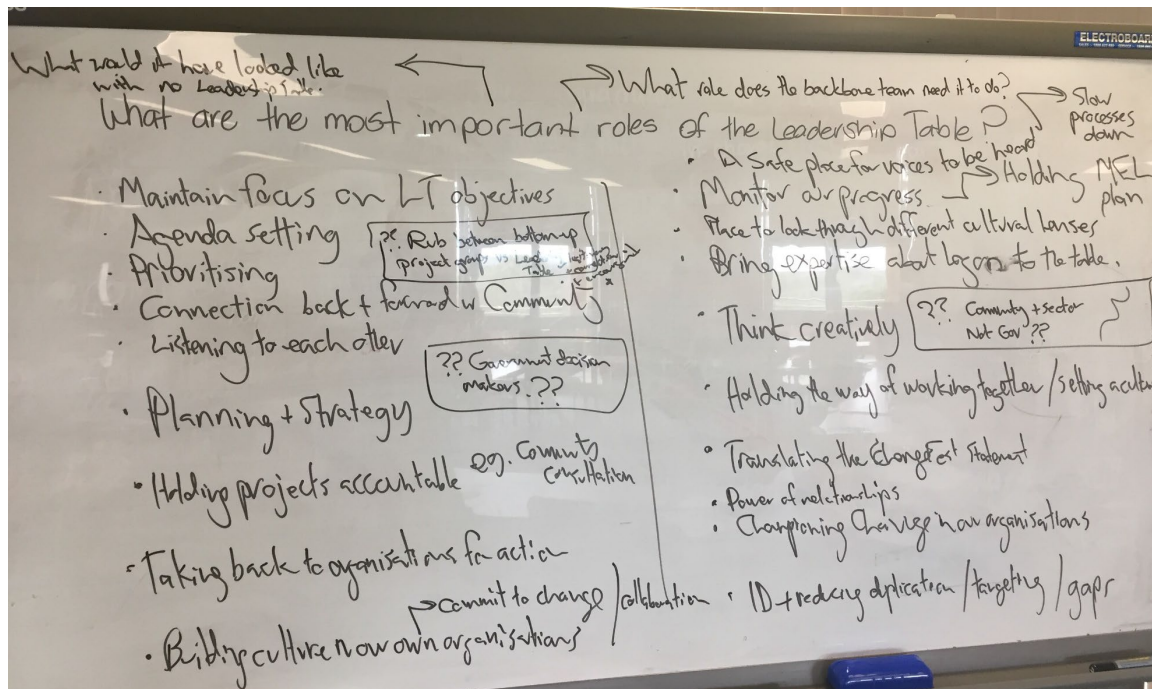 ELECTROBOAR
What would it have looked like
with no Leadership Table.
What role does the backbone team need it to do?
Slow
processes
down
What are the most important roles of the Leadership Table?
· Maintain focus on LT objectives
· Agenda setting
· Prioritising
?? Rub between bottom up
project groups vs Lead
Table
· Connection back + forward w Community
· Listening to each other
?? Government decision
makers ??
· Planning + Strategy
· Holding projects accountable
eg. Community
consultation
· Taking back to organisations for action
commit to change / collaboration
· Building culture in our own organisations
· A safe place for voices to be heard
· Monitor our progress
Holding MEL
plan
· Place to look through different cultural lenses
· Bring expertise about Logan to the table.
· Think creatively
?? Community + sector
Not Gov ??
· Holding the way of working together / setting a cultu
· Translating the ChangeFest Statement
· Power of relationships
· Championing Change in our organisations
· ID + reducing duplication / targeting / gaps